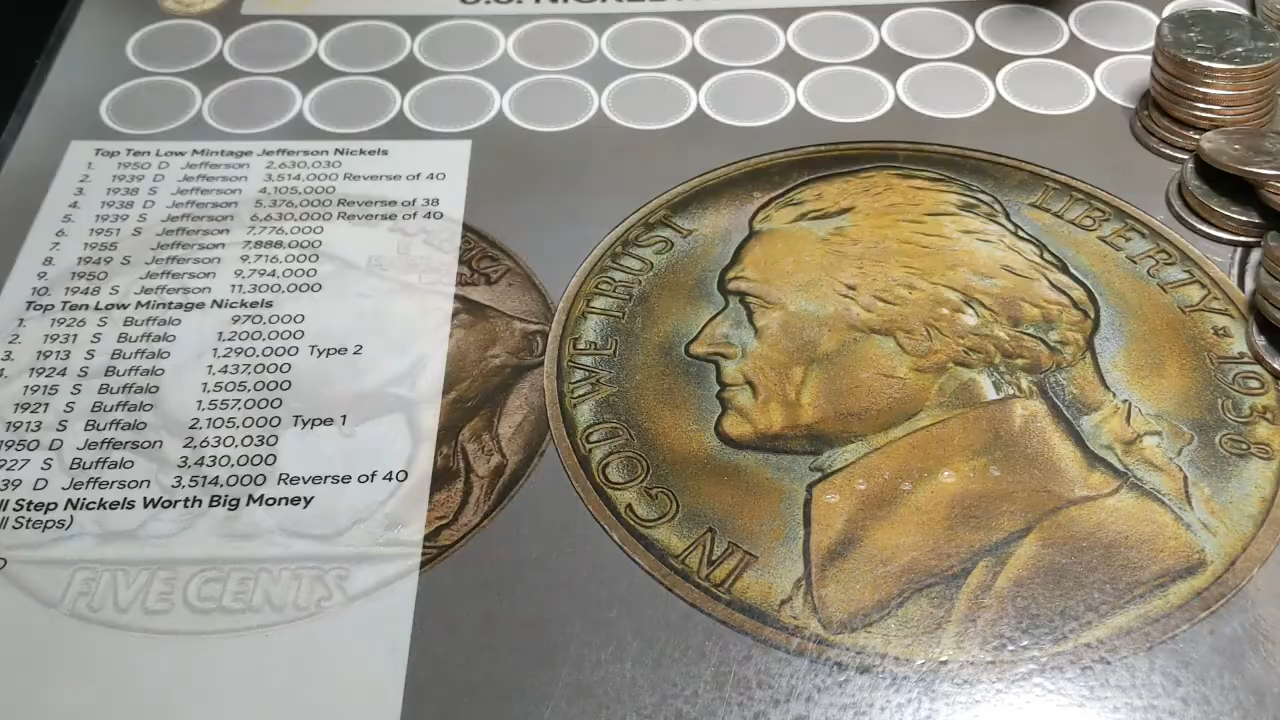 U.S. NICKEL
Top Ten Low Mintage Jefferson Nickels
1. 1950 D Jefferson 2,630,030
2. 1939 D Jefferson 3,514,000 Reverse of 40
3. 1938 S Jefferson 4,105,000
4. 1938 D Jefferson 5,376,000 Reverse of 38
5. 1939 S Jefferson 6,630,000 Reverse of 40
6. 1951 S Jefferson 7,776,000
7. 1955 Jefferson 7,888,000
8. 1949 S Jefferson 9,716,000
9. 1950 Jefferson 9,794,000
10. 1948 S Jefferson 11,300,000
Top Ten Low Mintage Nickels
1. 1926 S Buffalo 970,000
2. 1931 S Buffalo 1,200,000
3. 1913 S Buffalo 1,290,000 Type 2
4. 1924 S Buffalo 1,437,000
1915 S Buffalo 1,505,000
1921 S Buffalo 1,557,000
1913 S Buffalo 2,105,000 Type 1
1950 D Jefferson 2,630,030
927 S Buffalo 3,430,000
39 D Jefferson 3,514,000 Reverse of 40
ll Step Nickels Worth Big Money
ll Steps)
FIVE CENTS
IN GOD WE TRUST
LIBERTY ★ 1938